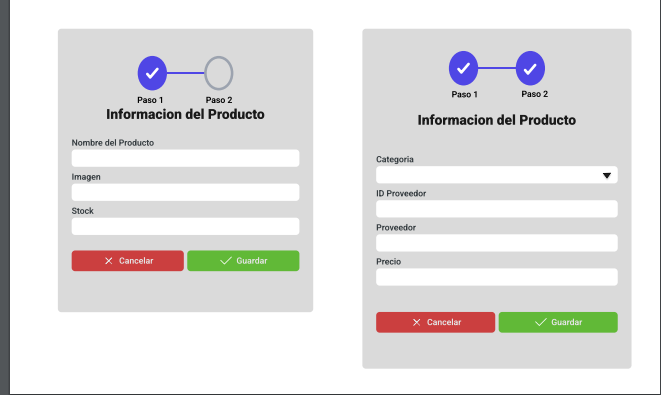 Paso 1
Paso 2
Informacion del Producto
Nombre del Producto
Imagen
Stock
Cancelar
Guardar
Paso 1
Paso 2
Informacion del Producto
Categoria
ID Proveedor
Proveedor
Precio
Cancelar
Guardar